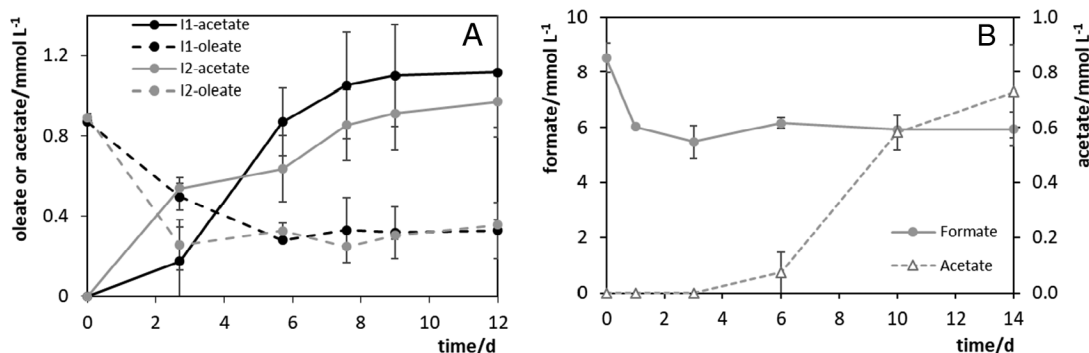 A
oleate or acetate/mmol L-1
1.2
0.8
0.4
0
I1-acetate
I1-oleate
I2-acetate
I2-oleate
0 2 4 6 8 10 12
time/d
B
formate/mmol L-1
10
8
6
4
2
0
acetate/mmol L-1
1.0
0.8
0.6
0.4
0.2
0.0
Formate
Acetate
0 2 4 6 8 10 12 14
time/d